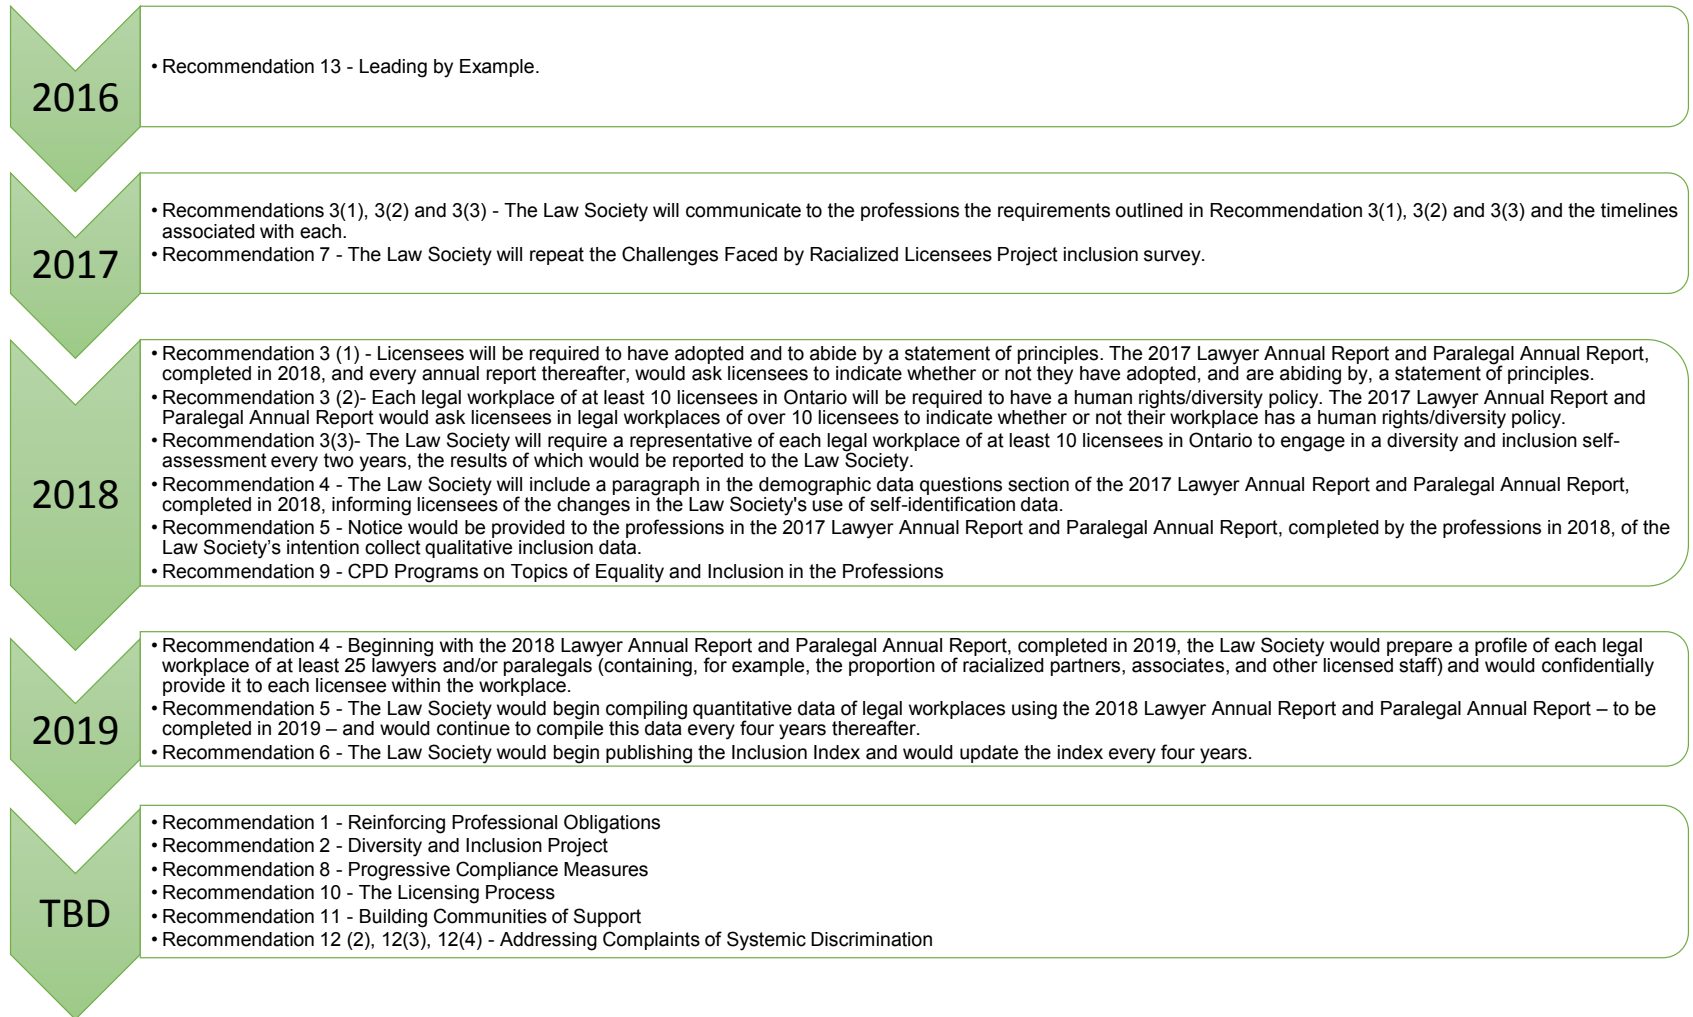 2016
• Recommendation 13 - Leading by Example.
2017
• Recommendations 3(1), 3(2) and 3(3) - The Law Society will communicate to the professions the requirements outlined in Recommendation 3(1), 3(2) and 3(3) and the timelines
associated with each.
• Recommendation 7 - The Law Society will repeat the Challenges Faced by Racialized Licensees Project inclusion survey.
2018
• Recommendation 3 (1) - Licensees will be required to have adopted and to abide by a statement of principles. The 2017 Lawyer Annual Report and Paralegal Annual Report,
completed in 2018, and every annual report thereafter, would ask licensees to indicate whether or not they have adopted, and are abiding by, a statement of principles.
• Recommendation 3 (2)- Each legal workplace of at least 10 licensees in Ontario will be required to have a human rights/diversity policy. The 2017 Lawyer Annual Report and
Paralegal Annual Report would ask licensees in legal workplaces of over 10 licensees to indicate whether or not their workplace has a human rights/diversity policy.
• Recommendation 3(3)- The Law Society will require a representative of each legal workplace of at least 10 licensees in Ontario to engage in a diversity and inclusion self-
assessment every two years, the results of which would be reported to the Law Society.
• Recommendation 4 - The Law Society will include a paragraph in the demographic data questions section of the 2017 Lawyer Annual Report and Paralegal Annual Report,
completed in 2018, informing licensees of the changes in the Law Society's use of self-identification data.
• Recommendation 5 - Notice would be provided to the professions in the 2017 Lawyer Annual Report and Paralegal Annual Report, completed by the professions in 2018, of the
Law Society’s intention collect qualitative inclusion data.
• Recommendation 9 - CPD Programs on Topics of Equality and Inclusion in the Professions
2019
• Recommendation 4 - Beginning with the 2018 Lawyer Annual Report and Paralegal Annual Report, completed in 2019, the Law Society would prepare a profile of each legal
workplace of at least 25 lawyers and/or paralegals (containing, for example, the proportion of racialized partners, associates, and other licensed staff) and would confidentially
provide it to each licensee within the workplace.
• Recommendation 5 - The Law Society would begin compiling quantitative data of legal workplaces using the 2018 Lawyer Annual Report and Paralegal Annual Report – to be
completed in 2019 – and would continue to compile this data every four years thereafter.
• Recommendation 6 - The Law Society would begin publishing the Inclusion Index and would update the index every four years.
TBD
• Recommendation 1 - Reinforcing Professional Obligations
• Recommendation 2 - Diversity and Inclusion Project
• Recommendation 8 - Progressive Compliance Measures
• Recommendation 10 - The Licensing Process
• Recommendation 11 - Building Communities of Support
• Recommendation 12 (2), 12(3), 12(4) - Addressing Complaints of Systemic Discrimination